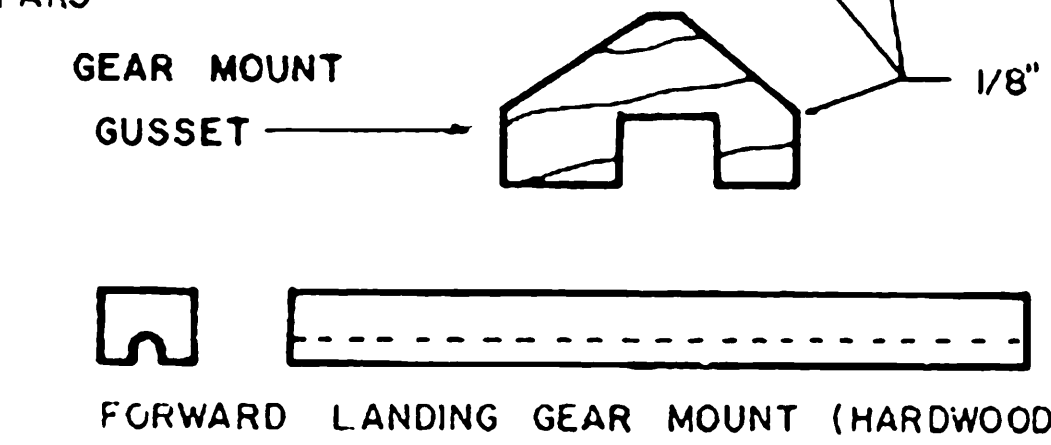 GEAR MOUNT
GUSSET
1/8"
FORWARD LANDING GEAR MOUNT (HARDWOOD